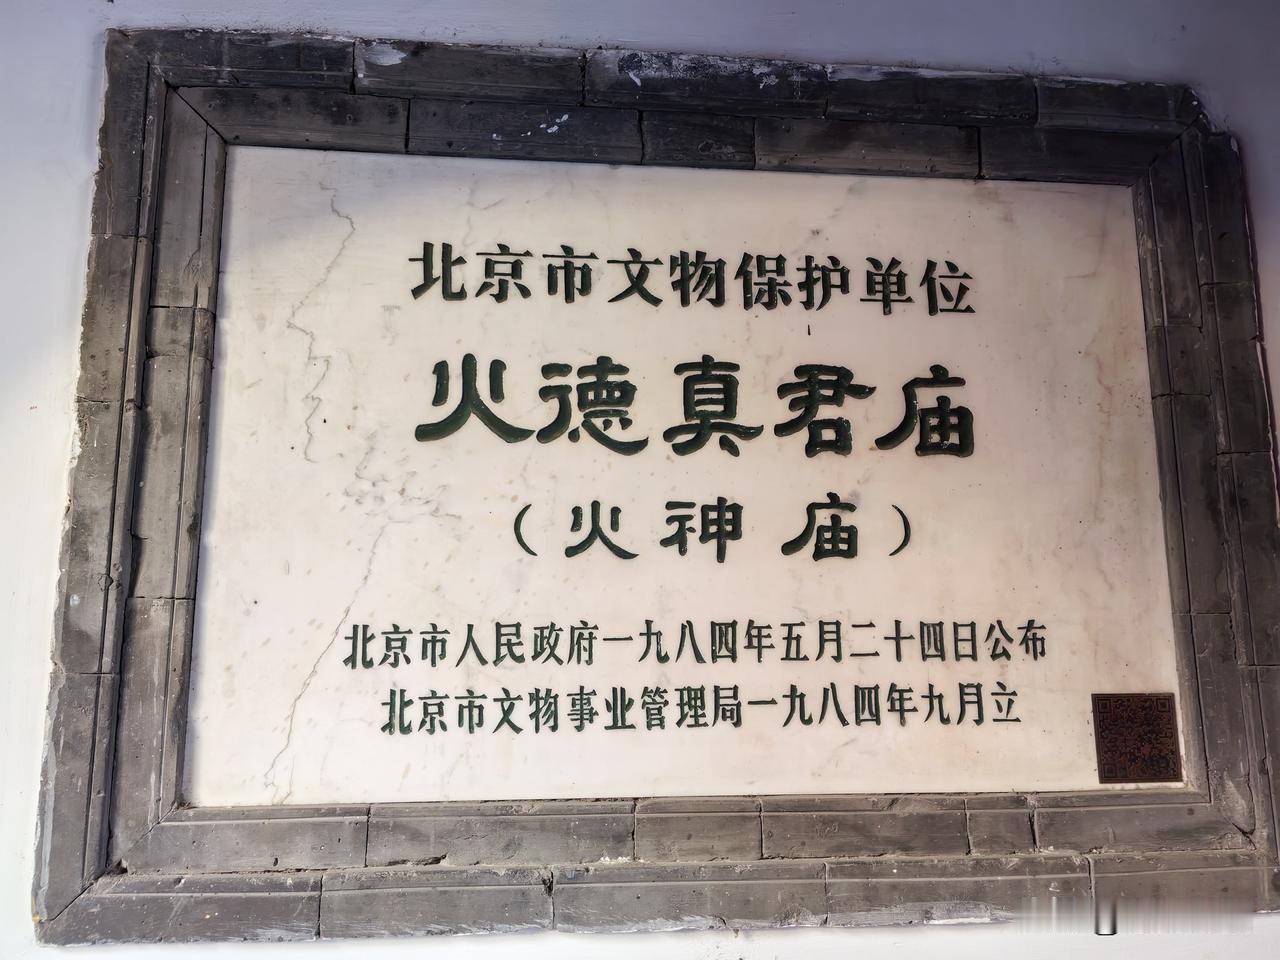 北京市文物保护单位
火德真君庙
（火神庙）
北京市人民政府一九八四年五月二十四日公布
北京市文物事业管理局一九八四年九月立